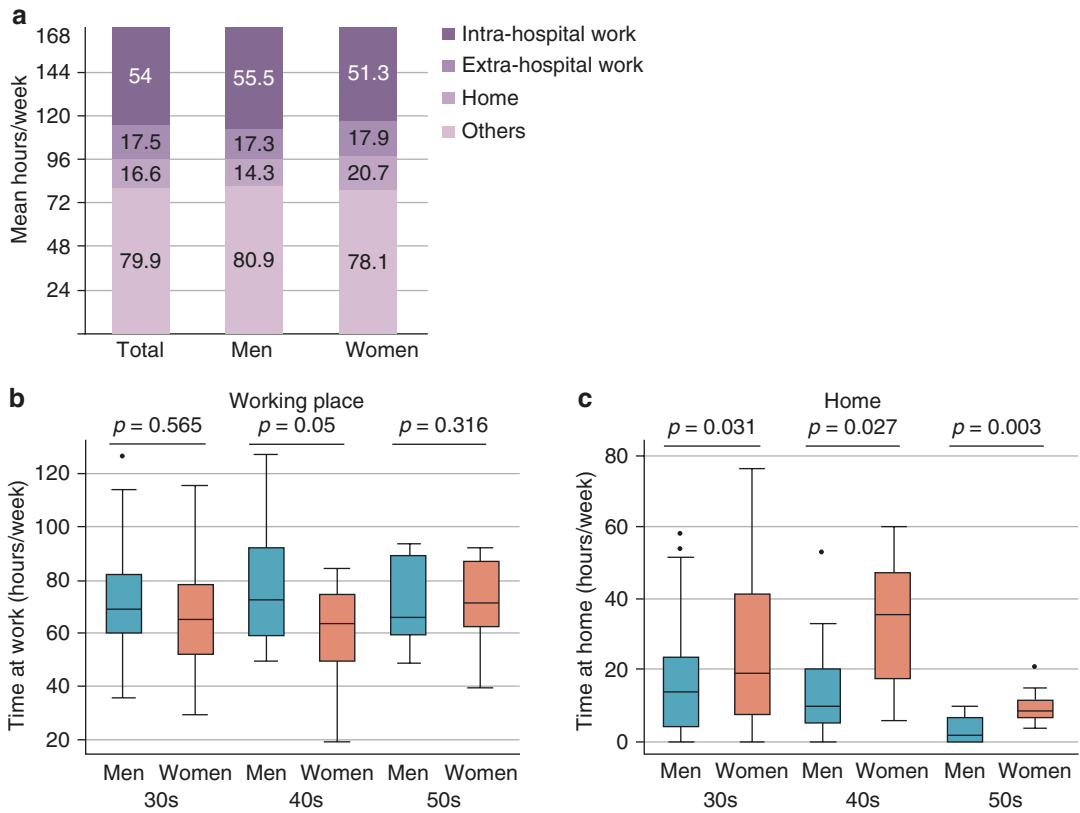 a
Mean hours/week
168
144
120
96
72
48
24
54
17.5
16.6
79.9
55.5
17.3
14.3
80.9
51.3
17.9
20.7
78.1
Total Men Women
Intra-hospital work
Extra-hospital work
Home
Others
b
Working place
p = 0.565 p = 0.05 p = 0.316
Time at work (hours/week)
120
100
80
60
40
20
Men Women Men Women Men Women
30s 40s 50s
c
Home
p = 0.031 p = 0.027 p = 0.003
Time at home (hours/week)
80
60
40
20
0
Men Women Men Women Men Women
30s 40s 50s